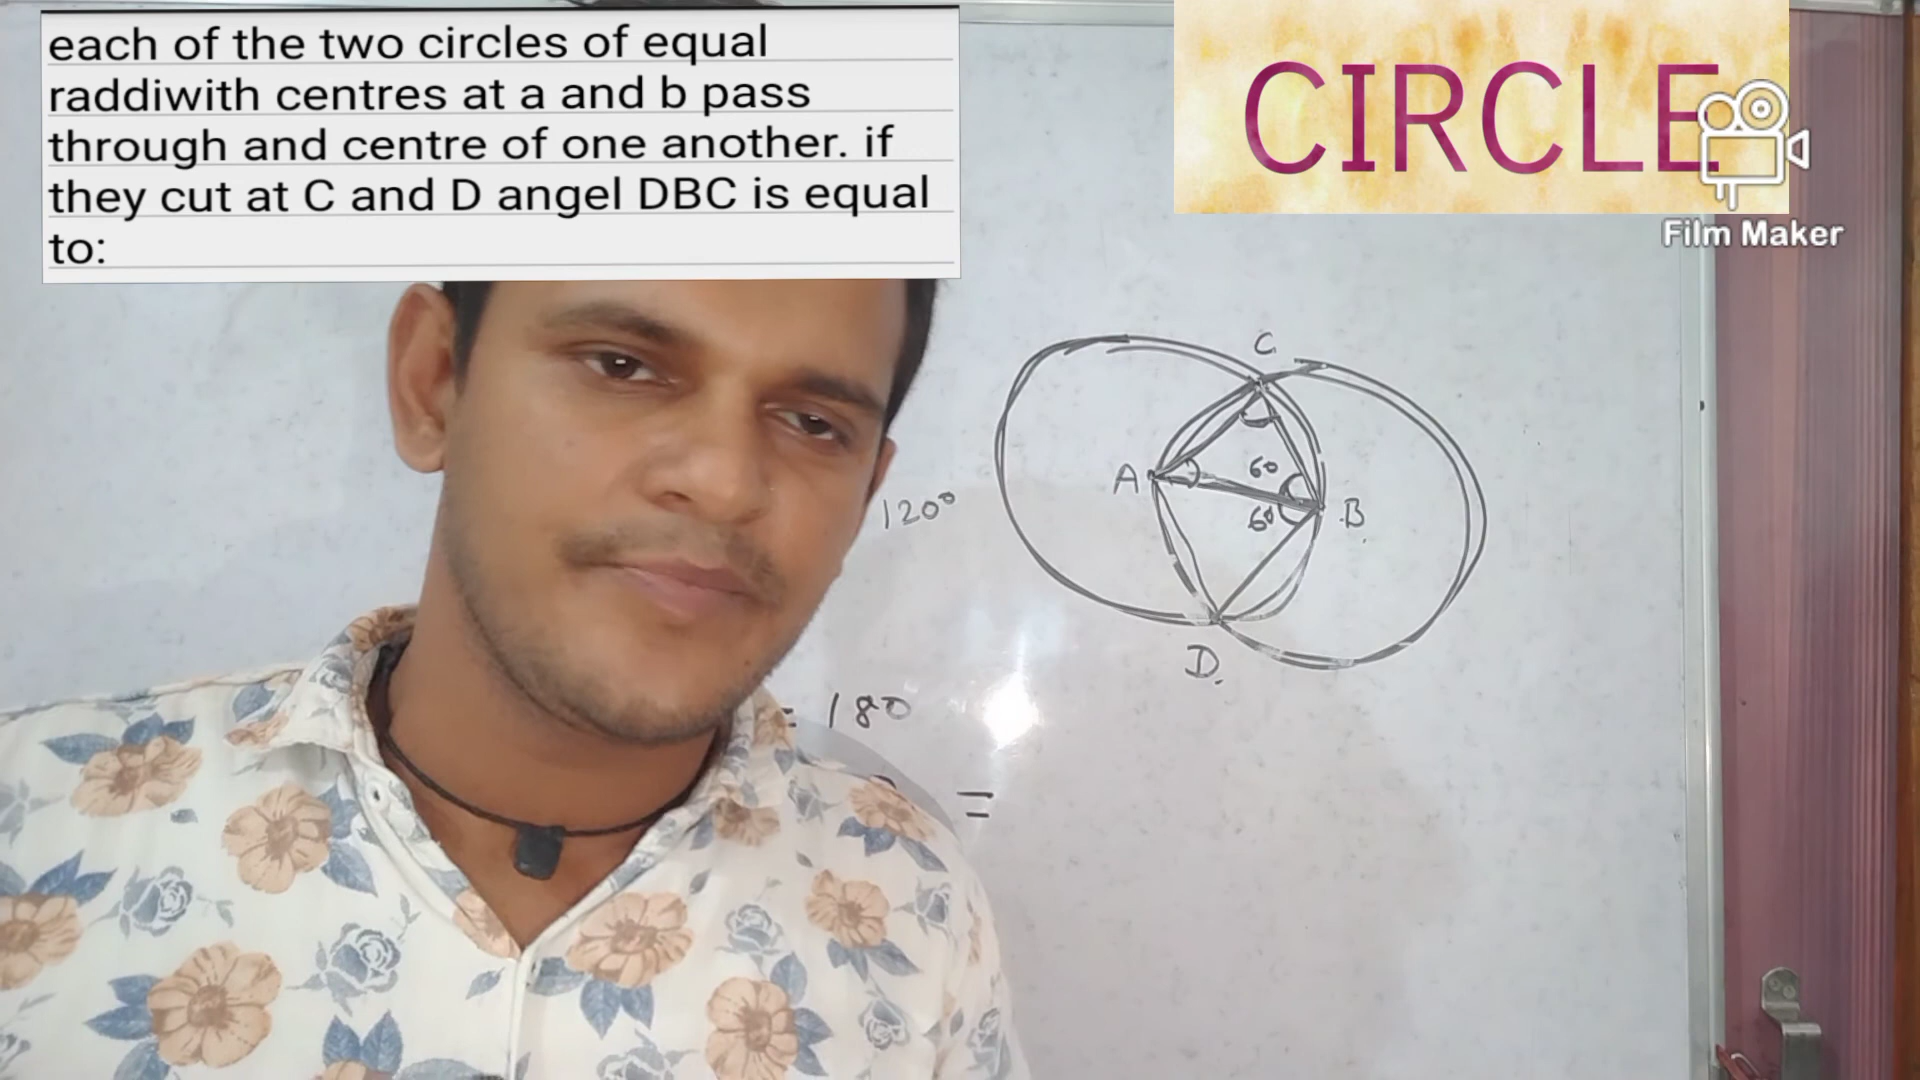 each of the two circles of equal
raddiwith centres at a and b pass
through and centre of one another. if
they cut at C and D angel DBC is equal
to:
CIRCLE
Film Maker
C
A
60
60
B
120°
D
= 180
=